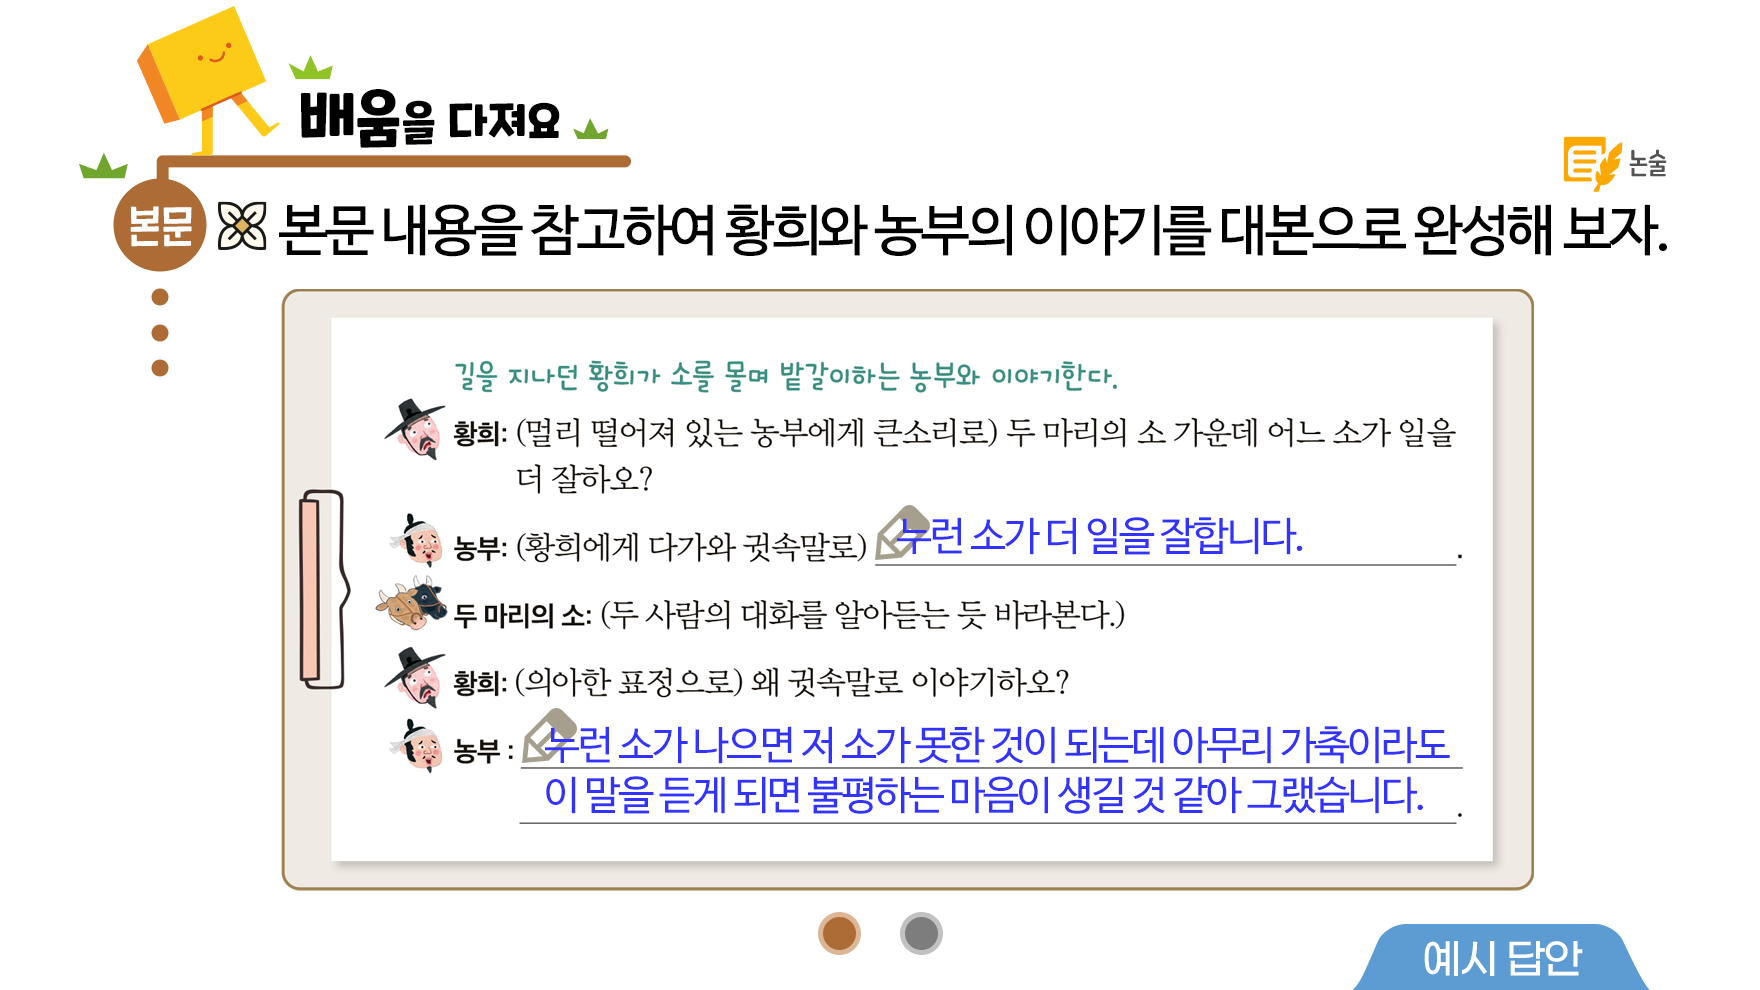 배움을 다져요
논술
본문
본문 내용을 참고하여 황희와 농부의 이야기를 대본으로 완성해 보자.
길을 지나던 황희가 소를 몰며 밭갈이하는 농부와 이야기한다.
황희: (멀리 떨어져 있는 농부에게 큰소리로) 두 마리의 소 가운데 어느 소가 일을
더 잘하오?
농부: (황희에게 다가와 귓속말로) 누런 소가 더 일을 잘합니다. .
두 마리의 소: (두 사람의 대화를 알아듣는 듯 바라본다.)
황희: (의아한 표정으로) 왜 귓속말로 이야기하오?
농부 : 누런 소가 나으면 저 소가 못한 것이 되는데 아무리 가축이라도
이 말을 듣게 되면 불평하는 마음이 생길 것 같아 그랬습니다. .
예시 답안